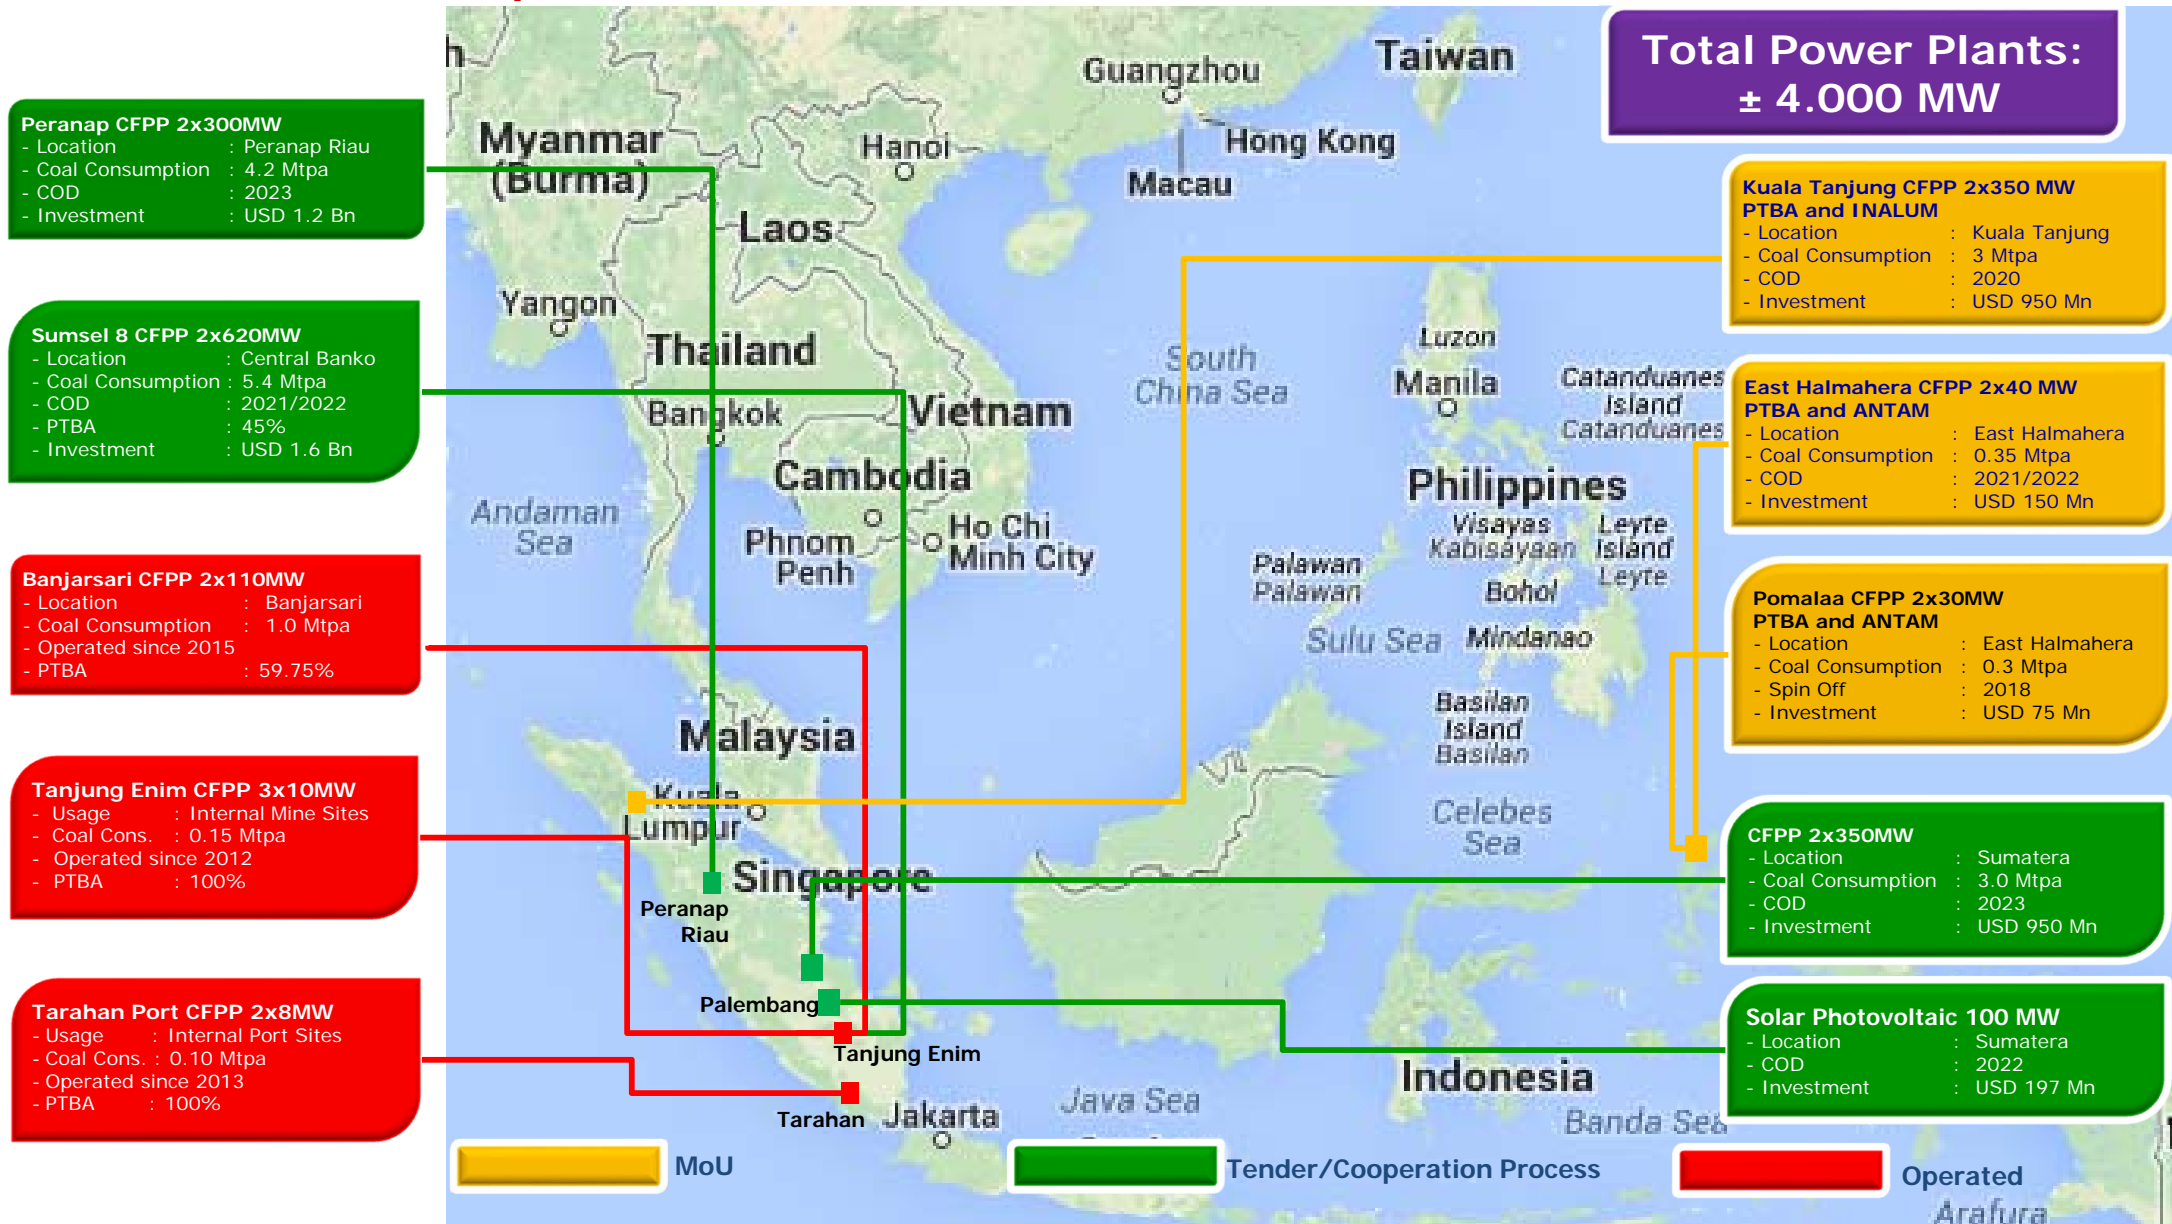 Total Power Plants:
± 4.000 MW
Peranap CFPP 2x300MW
- Location : Peranap Riau
- Coal Consumption : 4.2 Mtpa
- COD : 2023
- Investment : USD 1.2 Bn
Sumsel 8 CFPP 2x620MW
- Location : Central Banko
- Coal Consumption : 5.4 Mtpa
- COD : 2021/2022
- PTBA : 45%
- Investment : USD 1.6 Bn
Banjarsari CFPP 2x110MW
- Location : Banjarsari
- Coal Consumption : 1.0 Mtpa
- Operated since 2015
- PTBA : 59.75%
Tanjung Enim CFPP 3x10MW
- Usage : Internal Mine Sites
- Coal Cons. : 0.15 Mtpa
- Operated since 2012
- PTBA : 100%
Tarahan Port CFPP 2x8MW
- Usage : Internal Port Sites
- Coal Cons. : 0.10 Mtpa
- Operated since 2013
- PTBA : 100%
Kuala Tanjung CFPP 2x350 MW
PTBA and INALUM
- Location : Kuala Tanjung
- Coal Consumption : 3 Mtpa
- COD : 2020
- Investment : USD 950 Mn
East Halmahera CFPP 2x40 MW
PTBA and ANTAM
- Location : East Halmahera
- Coal Consumption : 0.35 Mtpa
- COD : 2021/2022
- Investment : USD 150 Mn
Pomalaa CFPP 2x30MW
PTBA and ANTAM
- Location : East Halmahera
- Coal Consumption : 0.3 Mtpa
- Spin Off : 2018
- Investment : USD 75 Mn
CFPP 2x350MW
- Location : Sumatera
- Coal Consumption : 3.0 Mtpa
- COD : 2023
- Investment : USD 950 Mn
Solar Photovoltaic 100 MW
- Location : Sumatera
- COD : 2022
- Investment : USD 197 Mn
h
Taiwan
Guangzhou
Hong Kong
Macau
Myanmar
(Burma)
Hanoi
Laos
Yangon
Thailand
Bangkok
Vietnam
Cambodia
Phnom
Penh
Ho Chi
Minh City
Andaman
Sea
South
China Sea
Luzon
Manila
Catanduanes
Island
Catanduanes
Philippines
Visayas
Kabisayaan
Leyte
Island
Leyte
Palawan
Palawan
Bohol
Sulu Sea
Mindanao
Basilan
Island
Basilan
Malaysia
Kuala
Lumpur
Celebes
Sea
Singapore
Peranap
Riau
Palembang
Tanjung Enim
Tarahan
Jakarta
Java Sea
Indonesia
Banda Sea
Arafura
MoU
Tender/Cooperation Process
Operated